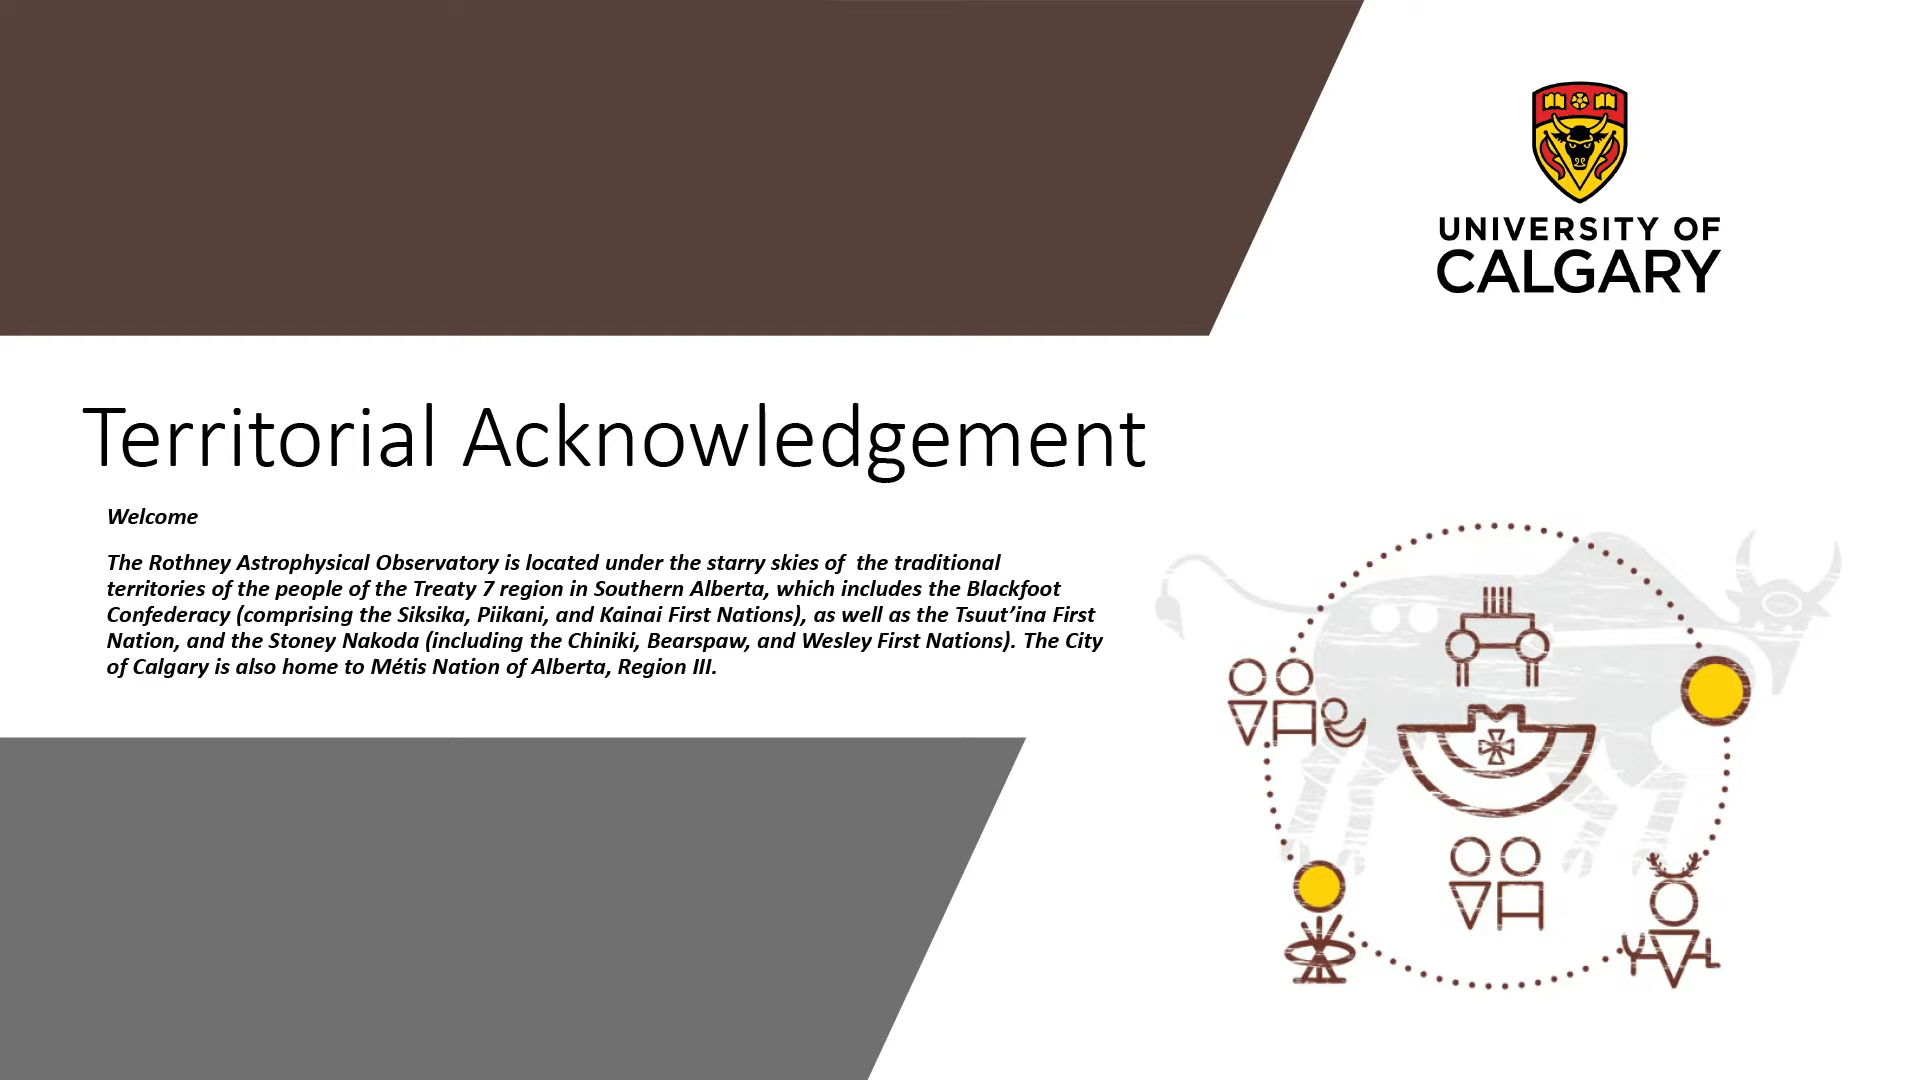 UNIVERSITY OF
CALGARY
Territorial Acknowledgement
Welcome
The Rothney Astrophysical Observatory is located under the starry skies of  the traditional
territories of the people of the Treaty 7 region in Southern Alberta, which includes the Blackfoot
Confederacy (comprising the Siksika, Piikani, and Kainai First Nations), as well as the Tsuut’ina First
Nation, and the Stoney Nakoda (including the Chiniki, Bearspaw, and Wesley First Nations). The City
of Calgary is also home to Métis Nation of Alberta, Region III.